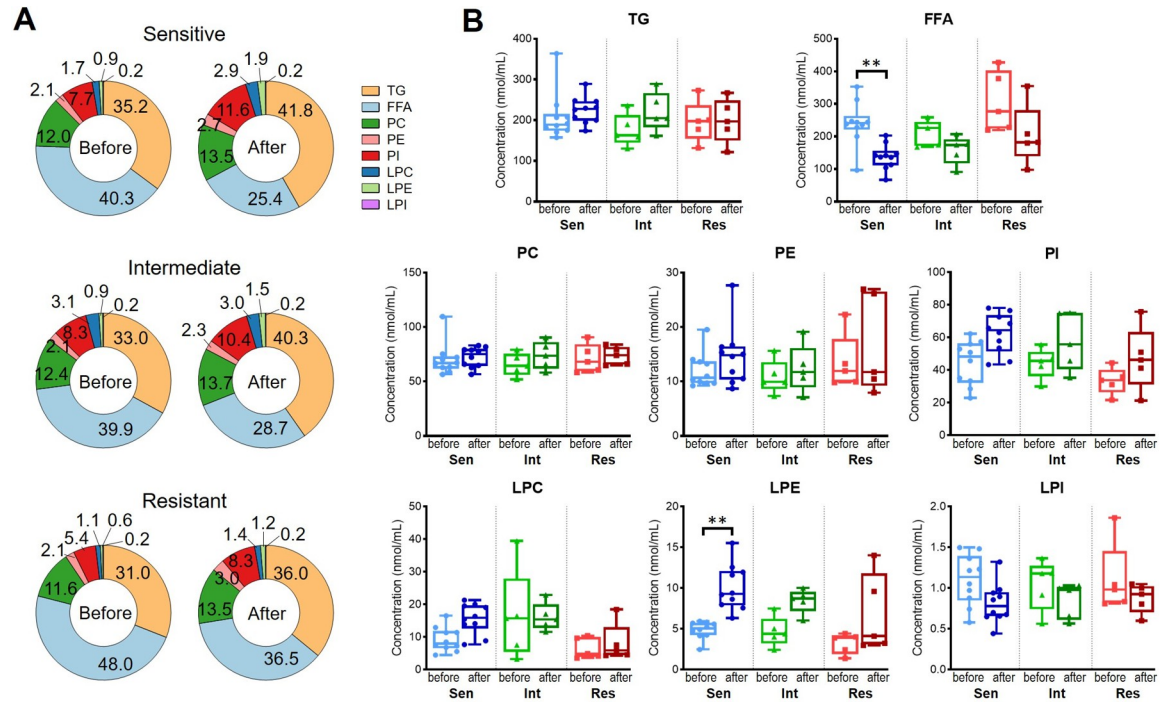 A
Sensitive
1.7 0.9 0.2
2.1 7.7 35.2
12.0 Before
40.3
2.9 1.9 0.2
11.6 41.8
2.7
13.5 After
25.4
TG
FFA
PC
PE
PI
LPC
LPE
LPI
Intermediate
3.1 0.9 0.2
8.3 33.0
2.1
12.4 Before
39.9
3.0 1.5 0.2
2.3 10.4 40.3
13.7 After
28.7
Resistant
1.1 0.6 0.2
2.1 5.4 31.0
11.6 Before
48.0
1.4 1.2 0.2
8.3 36.0
3.0
13.5 After
36.5
B
TG
Concentration (nmol/mL)
400
300
200
100
0
before after before after before after
Sen Int Res
FFA
Concentration (nmol/mL)
500
400
300
200
100
0
**
before after before after before after
Sen Int Res
PC
Concentration (nmol/mL)
150
100
50
0
before after before after before after
Sen Int Res
PE
Concentration (nmol/mL)
30
20
10
0
before after before after before after
Sen Int Res
PI
Concentration (nmol/mL)
100
80
60
40
20
0
before after before after before after
Sen Int Res
LPC
Concentration (nmol/mL)
50
40
30
20
10
0
before after before after before after
Sen Int Res
LPE
Concentration (nmol/mL)
20
15
10
5
0
**
before after before after before after
Sen Int Res
LPI
Concentration (nmol/mL)
2.0
1.5
1.0
0.5
0.0
before after before after before after
Sen Int Res